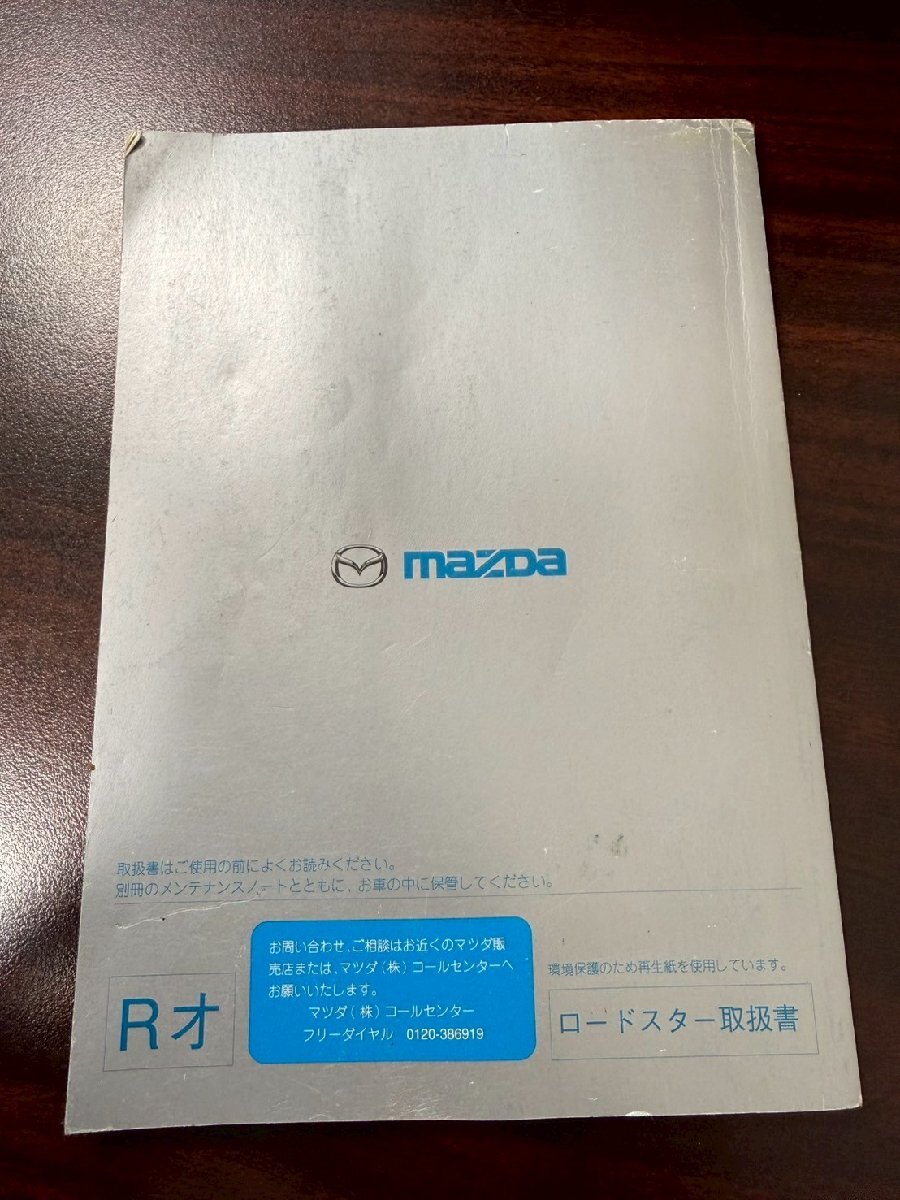 mazda
取扱書はご使用の前によくお読みください。
別冊のメンテナンスノートとともに、お車の中に保管してください。
お問い合わせ、ご相談はお近くのマツダ販
売店または、マツダ(株)コールセンターへ
お願いいたします。
マツダ(株)コールセンター
フリーダイヤル 0120-386919
環境保護のため再生紙を使用しています。
Rオ
ロードスター取扱書